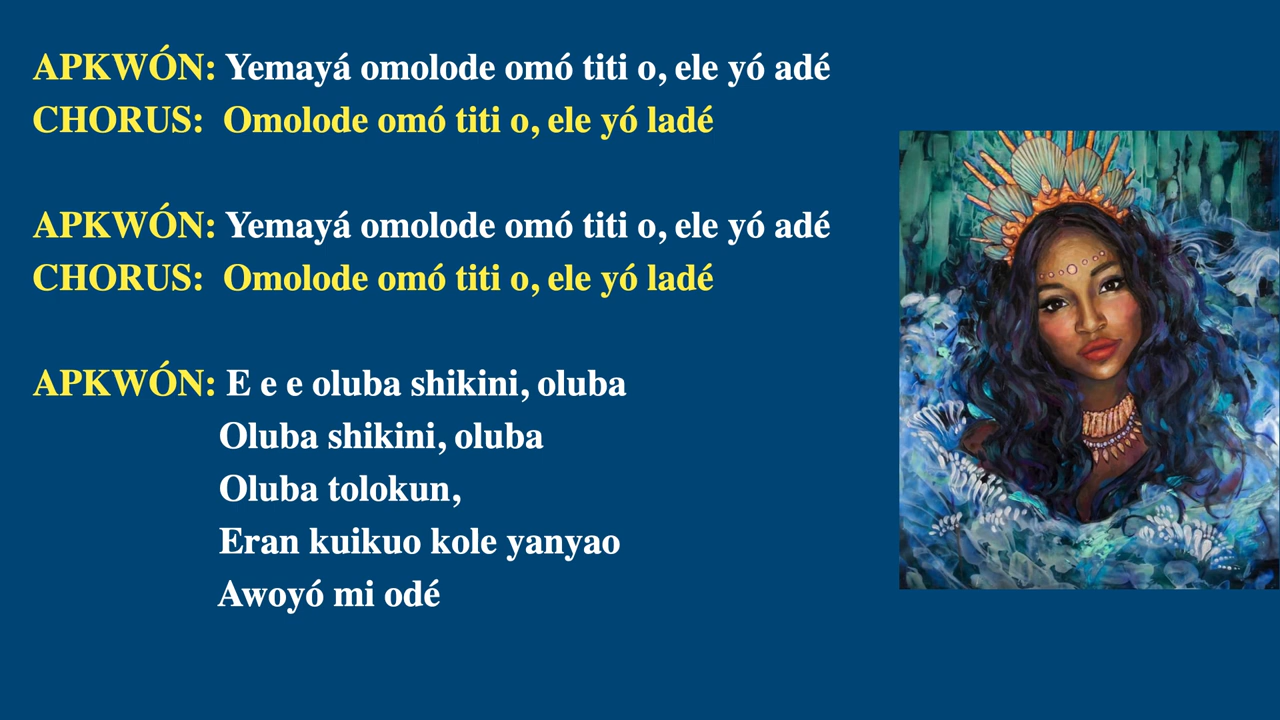 APKWÓN: Yemayá omolode omó titi o, ele yó adé
CHORUS: Omolode omó titi o, ele yó ladé
APKWÓN: Yemayá omolode omó titi o, ele yó adé
CHORUS: Omolode omó titi o, ele yó ladé
APKWÓN: E e e oluba shikini, oluba
Oluba shikini, oluba
Oluba tolokun,
Eran kuikuo kole yanyao
Awoyó mi odé